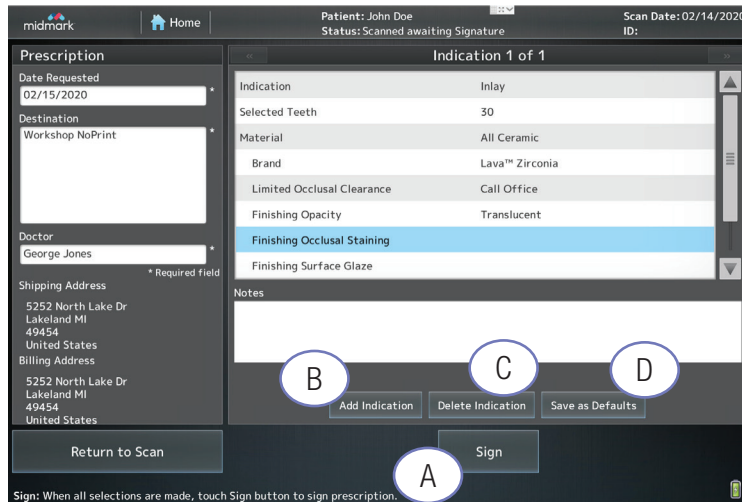 midmark
Home
Patient: John Doe
Status: Scanned awaiting Signature
Scan Date: 02/14/2020
ID:
Prescription
Date Requested
02/15/2020 *
Destination
Workshop NoPrint *
Doctor
George Jones *
* Required field
Shipping Address
5252 North Lake Dr
Lakeland MI
49454
United States
Billing Address
5252 North Lake Dr
Lakeland MI
49454
United States
« Indication 1 of 1 »
Indication Inlay
Selected Teeth 30
Material All Ceramic
Brand Lava™ Zirconia
Limited Occlusal Clearance Call Office
Finishing Opacity Translucent
Finishing Occlusal Staining
Finishing Surface Glaze
Notes
B
C
D
Add Indication Delete Indication Save as Defaults
Return to Scan
A
Sign
Sign: When all selections are made, touch Sign button to sign prescription.